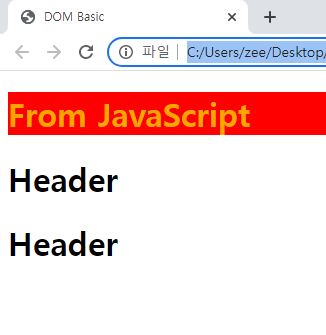 DOM Basic
파일 C:/Users/zee/Desktop/
From JavaScript
Header
Header